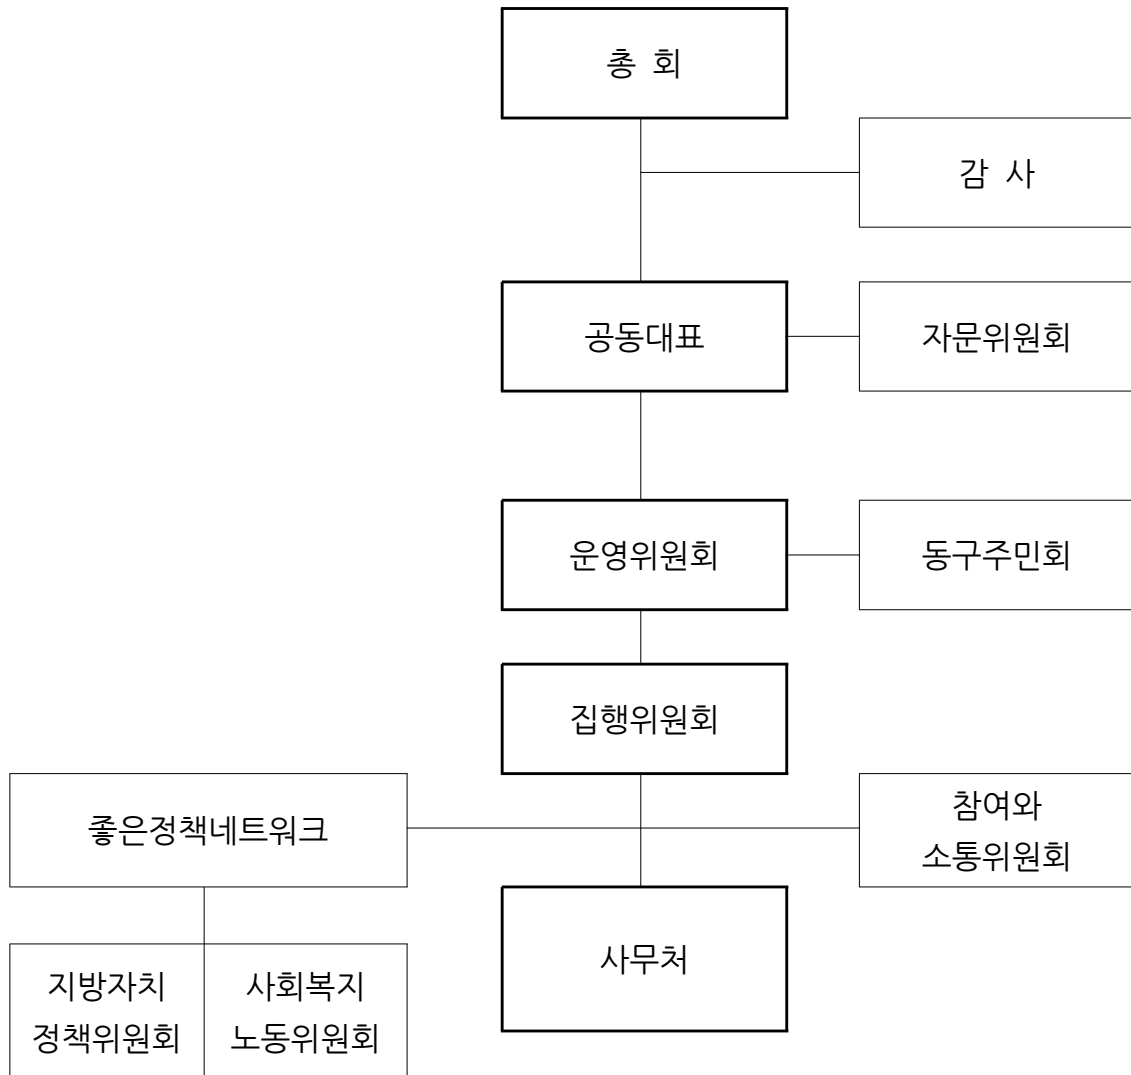 총 회
감 사
공동대표
자문위원회
운영위원회
동구주민회
집행위원회
좋은정책네트워크
참여와
소통위원회
사무처
지방자치
정책위원회
사회복지
노동위원회